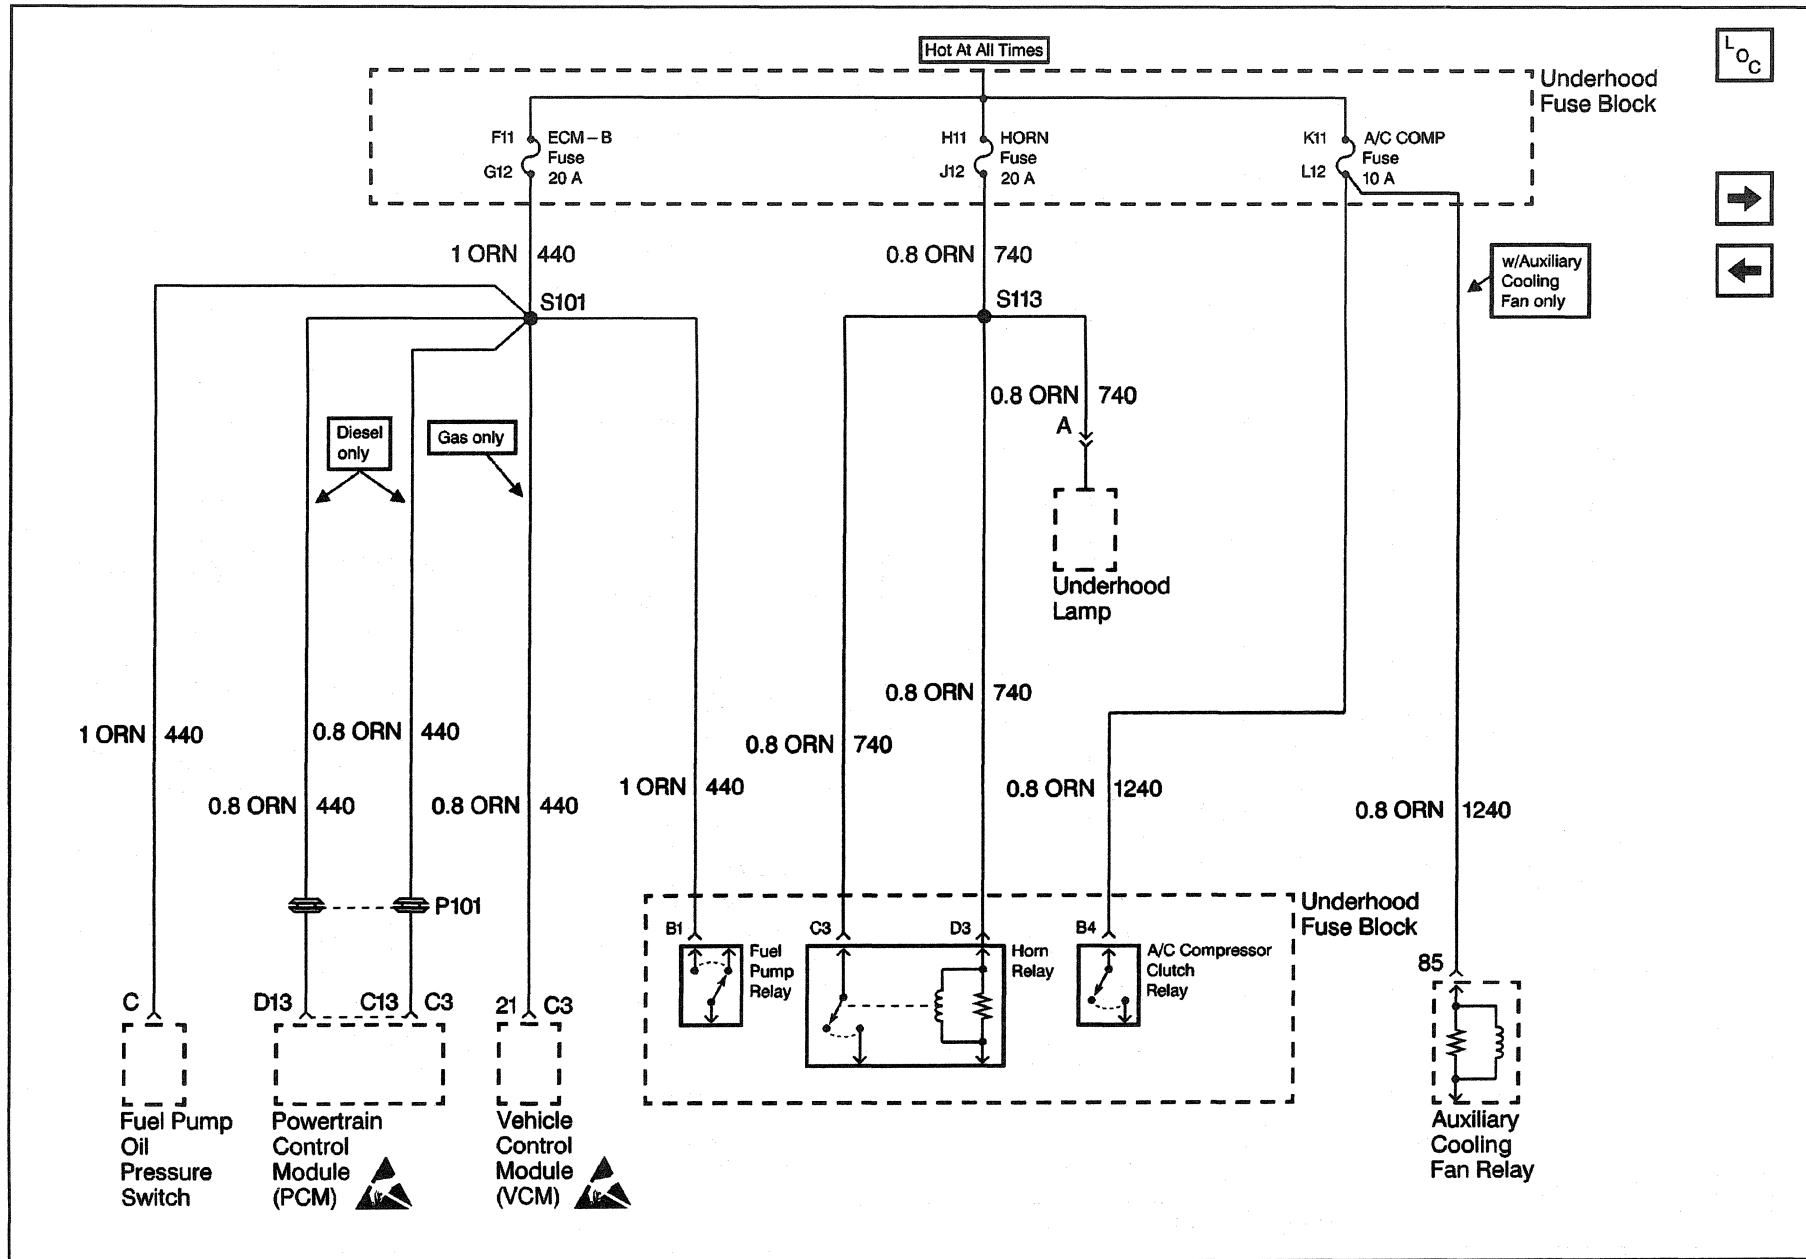 Hot At All Times
L
O
C
Underhood
Fuse Block
F11
ECM – B
Fuse
G12
20 A
H11
HORN
Fuse
J12
20 A
K11
A/C COMP
Fuse
L12
10 A
1 ORN
440
0.8 ORN
740
w/Auxiliary
Cooling
Fan only
S101
S113
0.8 ORN
740
A
Diesel
only
Gas only
Underhood
Lamp
0.8 ORN
740
1 ORN
440
0.8 ORN
440
0.8 ORN
740
1 ORN
440
0.8 ORN
1240
0.8 ORN
440
0.8 ORN
440
0.8 ORN
1240
P101
Underhood
Fuse Block
B1
C3
D3
B4
Fuel
Pump
Relay
Horn
Relay
A/C Compressor
Clutch
Relay
85
C
D13
C13
C3
21
C3
Fuel Pump
Oil
Pressure
Switch
Powertrain
Control
Module
(PCM)
Vehicle
Control
Module
(VCM)
Auxiliary
Cooling
Fan Relay